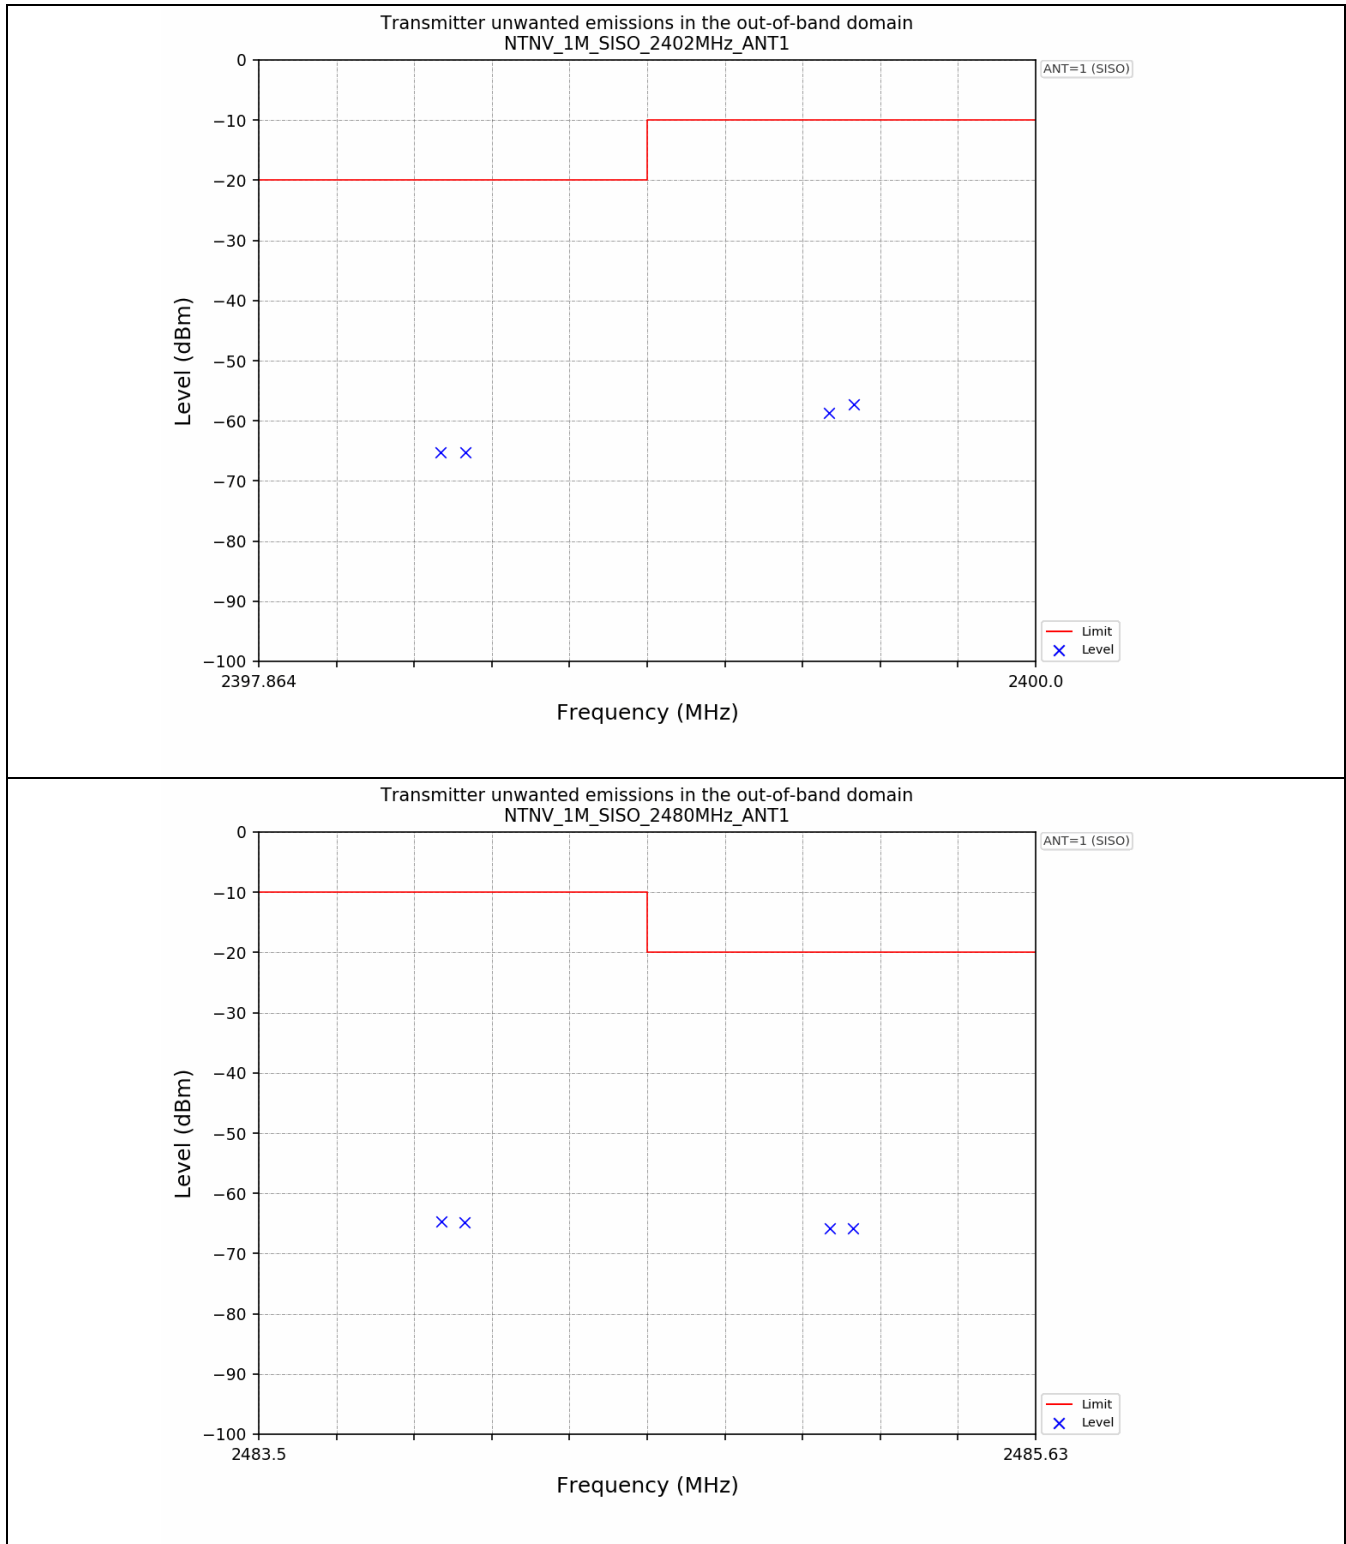 Transmitter unwanted emissions in the out-of-band domain
NTNV_1M_SISO_2402MHz_ANT1
ANT=1 (SISO)
0
−10
−20
−30
−40
−50
−60
−70
−80
−90
−100
Level (dBm)
2397.864
2400.0
Frequency (MHz)
Limit
Level
Transmitter unwanted emissions in the out-of-band domain
NTNV_1M_SISO_2480MHz_ANT1
ANT=1 (SISO)
0
−10
−20
−30
−40
−50
−60
−70
−80
−90
−100
Level (dBm)
2483.5
2485.63
Frequency (MHz)
Limit
Level